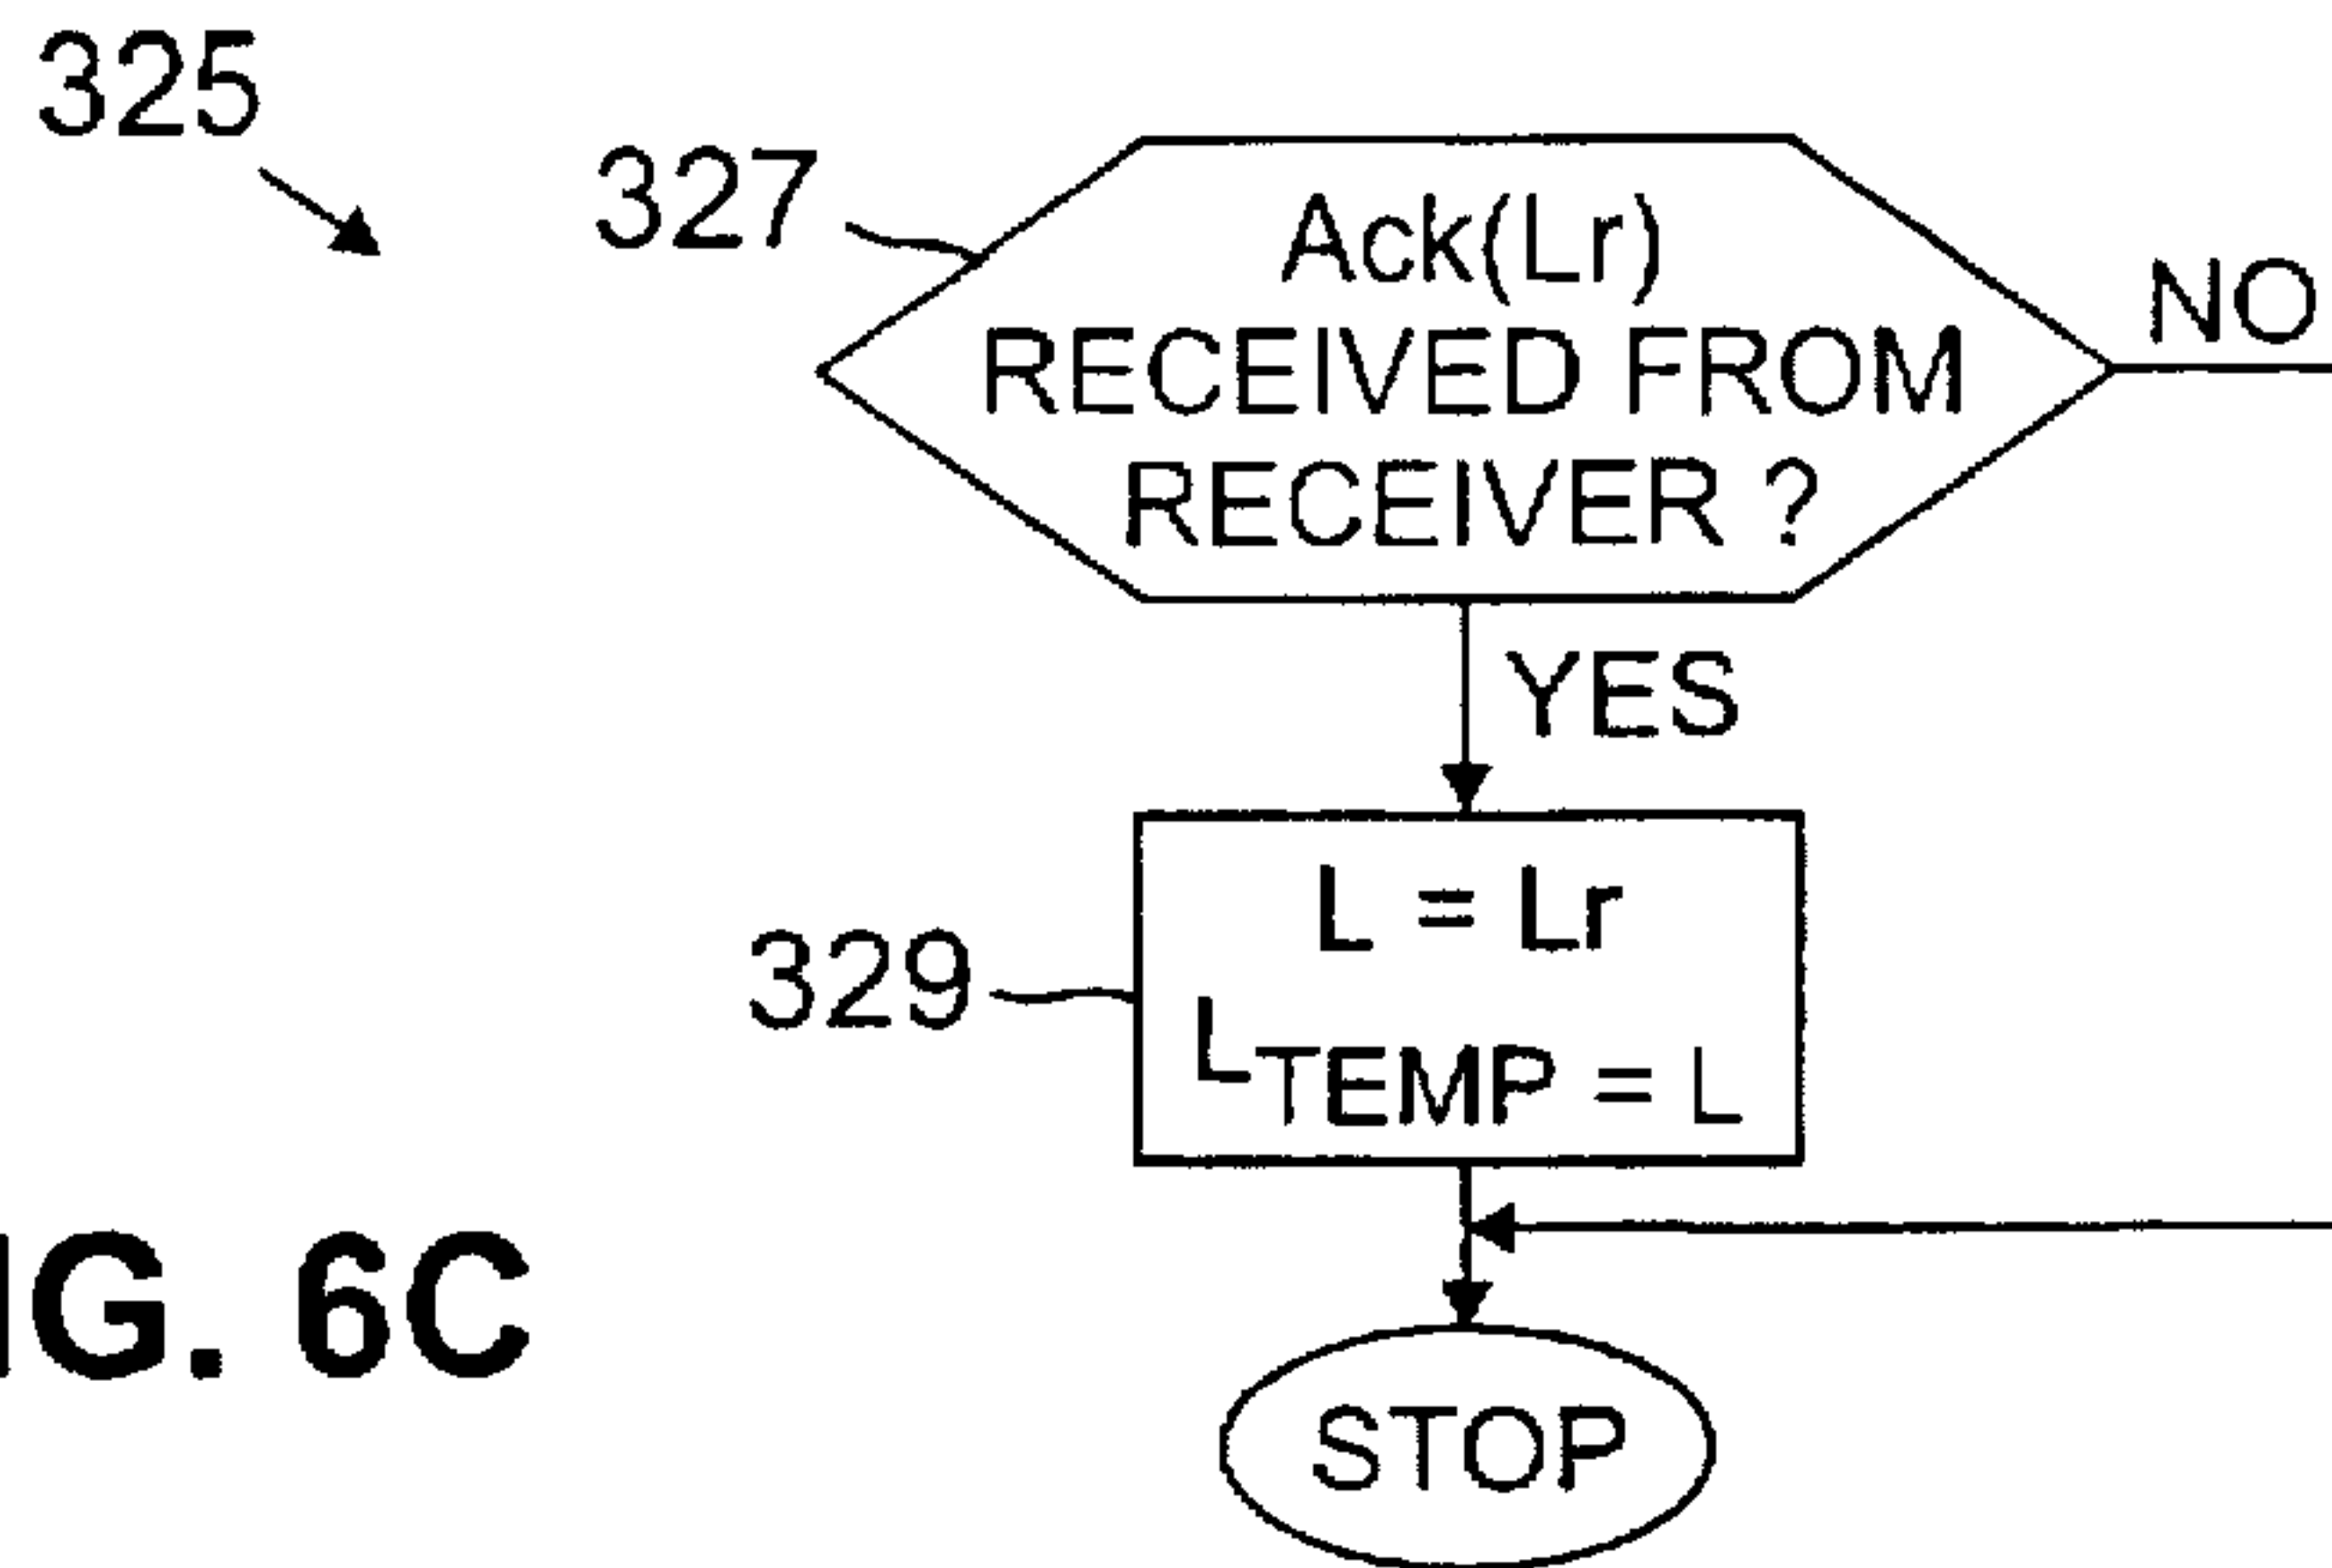 325
327
Ack(Lr)
RECEIVED FROM
RECEIVER ?
NO
YES
329
L = Lr
LTEMP = L
IG. 6C
STOP